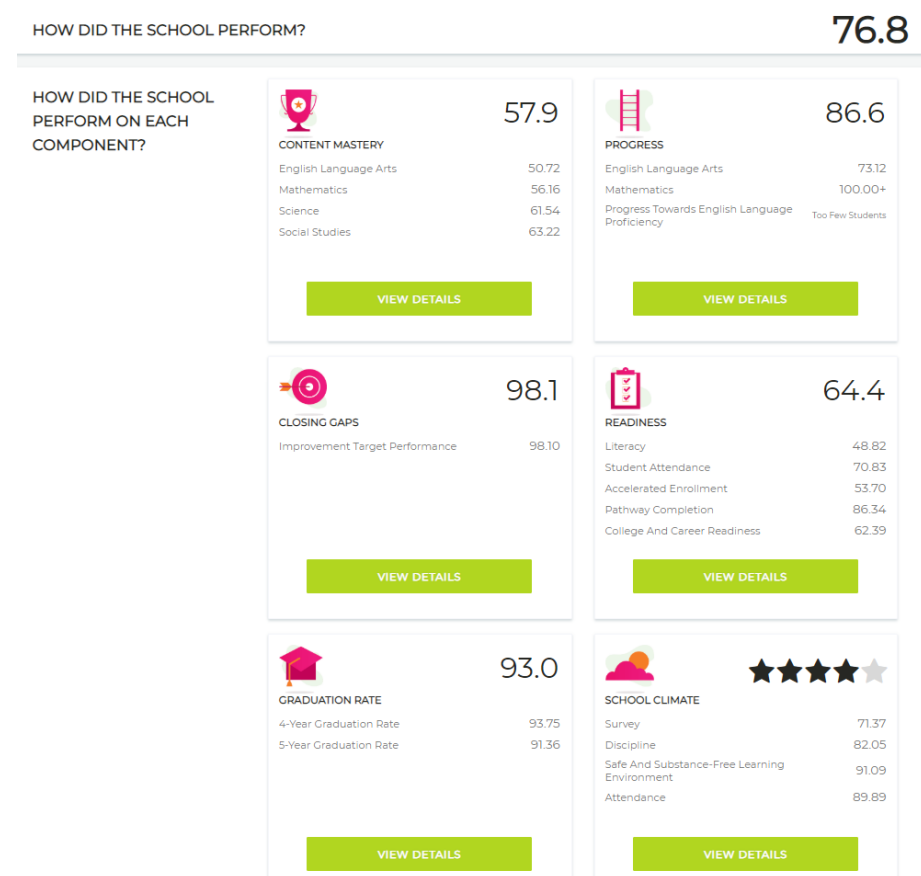 HOW DID THE SCHOOL PERFORM?
76.8
HOW DID THE SCHOOL
PERFORM ON EACH
COMPONENT?
57.9
CONTENT MASTERY
English Language Arts 50.72
Mathematics 56.16
Science 61.54
Social Studies 63.22
VIEW DETAILS
86.6
PROGRESS
English Language Arts 73.12
Mathematics 100.00+
Progress Towards English Language
Proficiency
Too Few Students
VIEW DETAILS
98.1
CLOSING GAPS
Improvement Target Performance 98.10
VIEW DETAILS
64.4
READINESS
Literacy 48.82
Student Attendance 70.83
Accelerated Enrollment 53.70
Pathway Completion 86.34
College And Career Readiness 62.39
VIEW DETAILS
93.0
GRADUATION RATE
4-Year Graduation Rate 93.75
5-Year Graduation Rate 91.36
VIEW DETAILS
SCHOOL CLIMATE
Survey 71.37
Discipline 82.05
Safe And Substance-Free Learning
Environment
91.09
Attendance 89.89
VIEW DETAILS